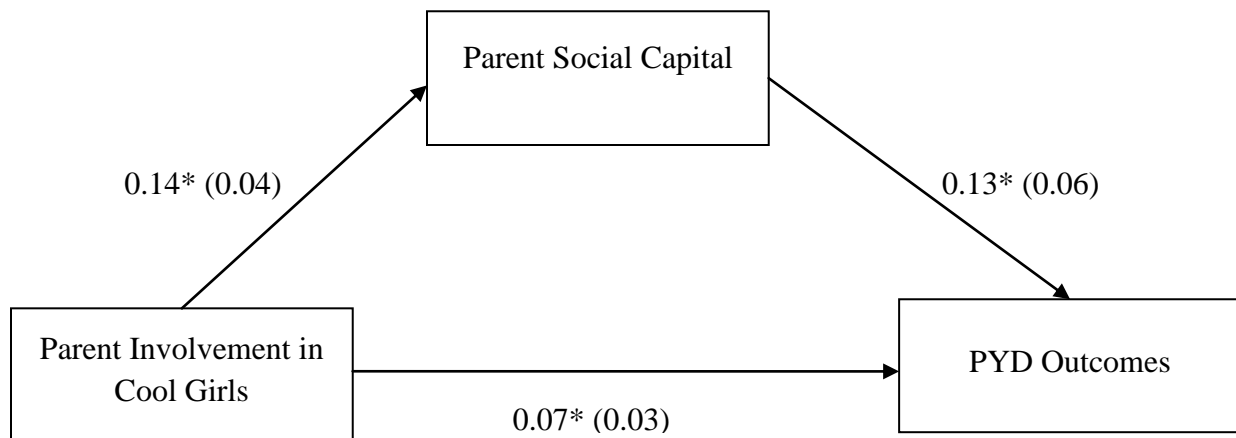 Parent Social Capital
0.14* (0.04)
0.13* (0.06)
Parent Involvement in
Cool Girls
PYD Outcomes
0.07* (0.03)